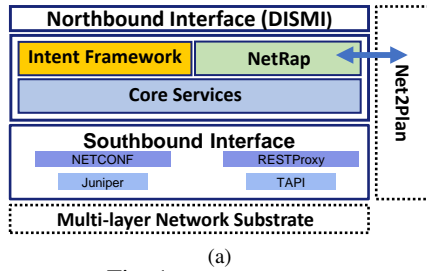 Northbound Interface (DISMI)
Intent Framework
NetRap
Core Services
Net2Plan
Southbound Interface
NETCONF
RESTProxy
Juniper
TAPI
Multi-layer Network Substrate
(a)